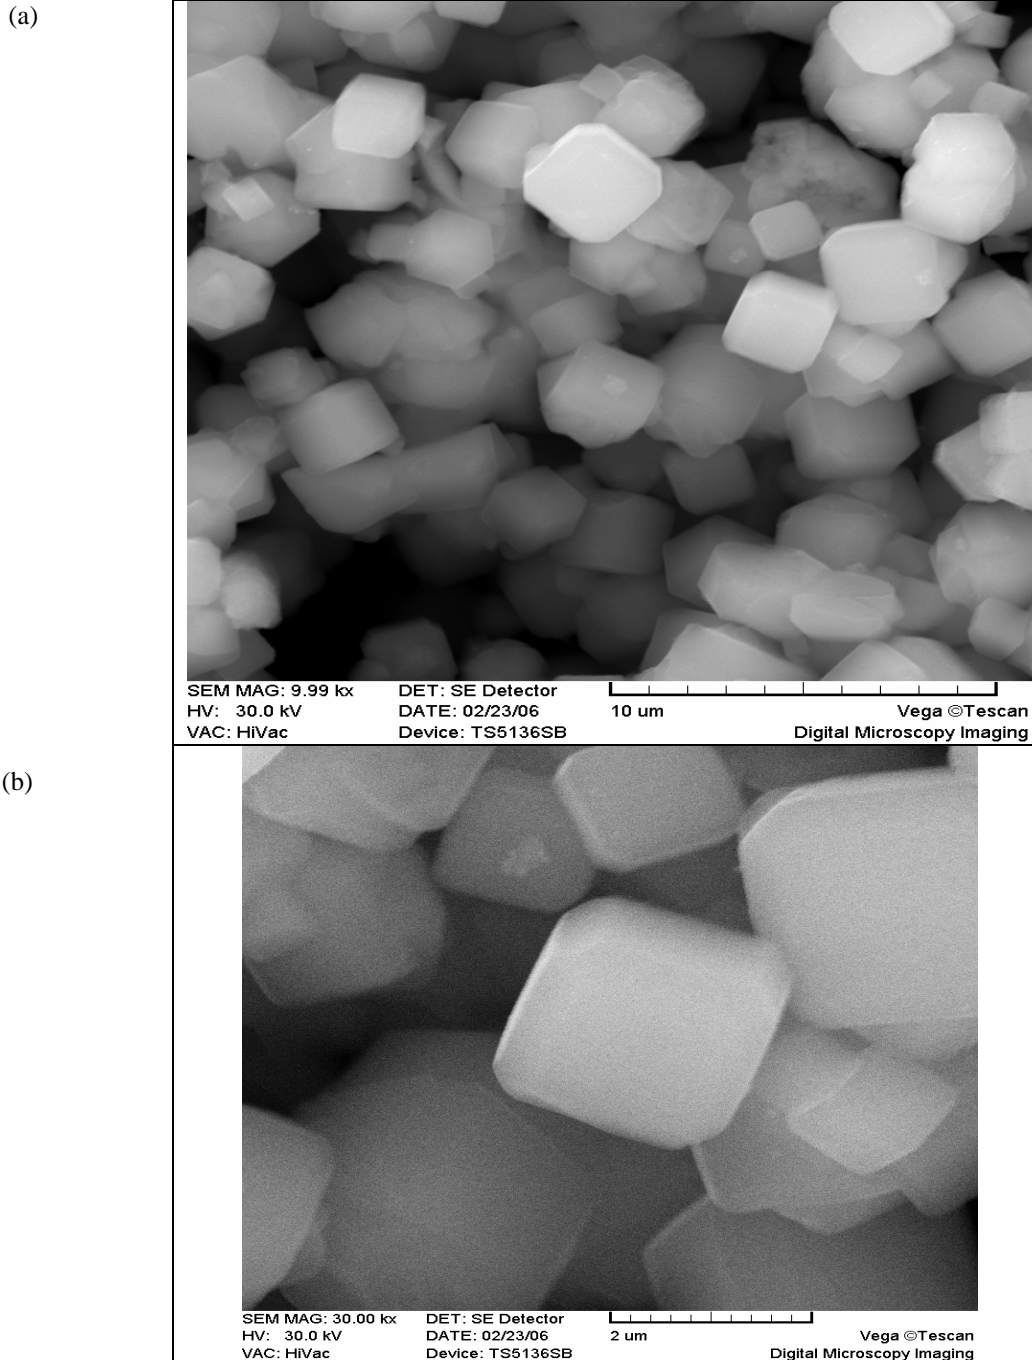 (a)
SEM MAG: 9.99 kx DET: SE Detector
HV: 30.0 kV DATE: 02/23/06 10 um Vega ©Tescan
VAC: HiVac Device: TS5136SB Digital Microscopy Imaging
(b)
SEM MAG: 30.00 kx DET: SE Detector
HV: 30.0 kV DATE: 02/23/06 2 um Vega ©Tescan
VAC: HiVac Device: TS5136SB Digital Microscopy Imaging